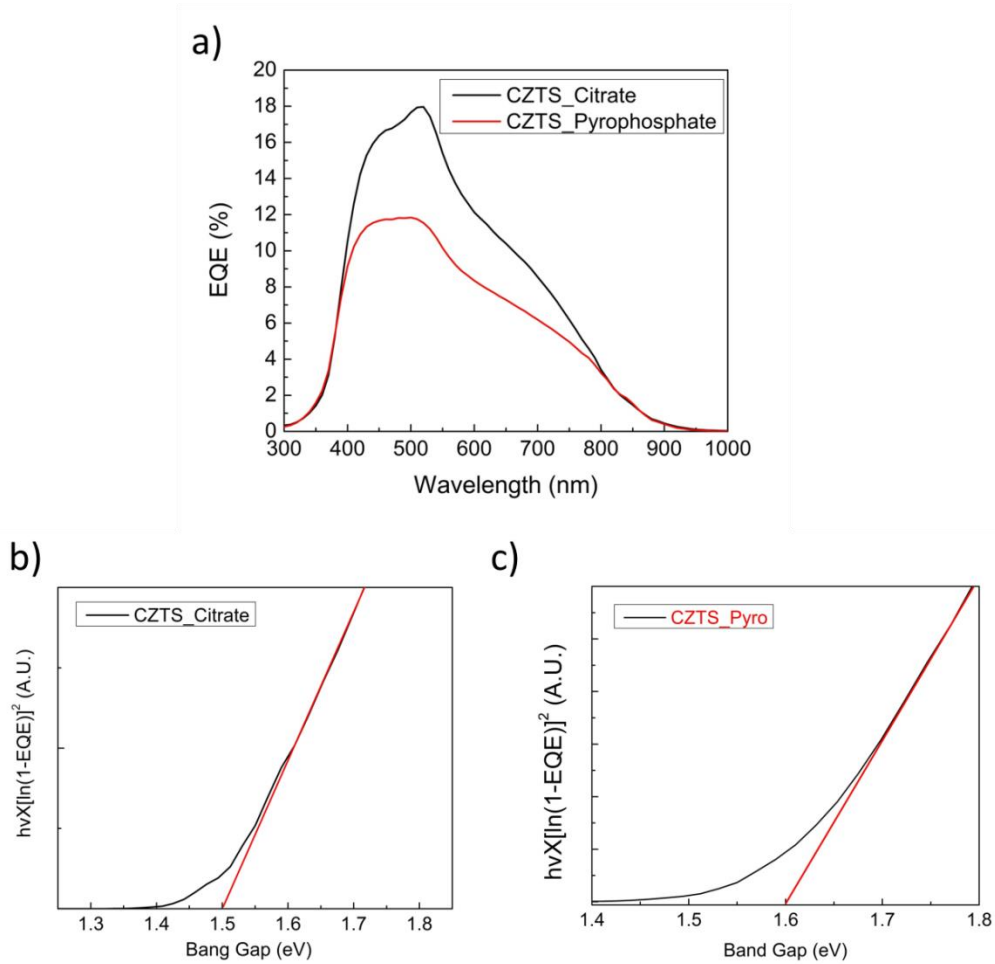 a)
20
18
16
14
12
10
8
6
4
2
0
EQE (%)
CZTS_Citrate
CZTS_Pyrophosphate
300 400 500 600 700 800 900 1000
Wavelength (nm)
b)
CZTS_Citrate
hvX[ln(1-EQE)]² (A.U.)
1.3 1.4 1.5 1.6 1.7 1.8
Bang Gap (eV)
c)
CZTS_Pyro
hvX[ln(1-EQE)]² (A.U.)
1.4 1.5 1.6 1.7 1.8
Band Gap (eV)